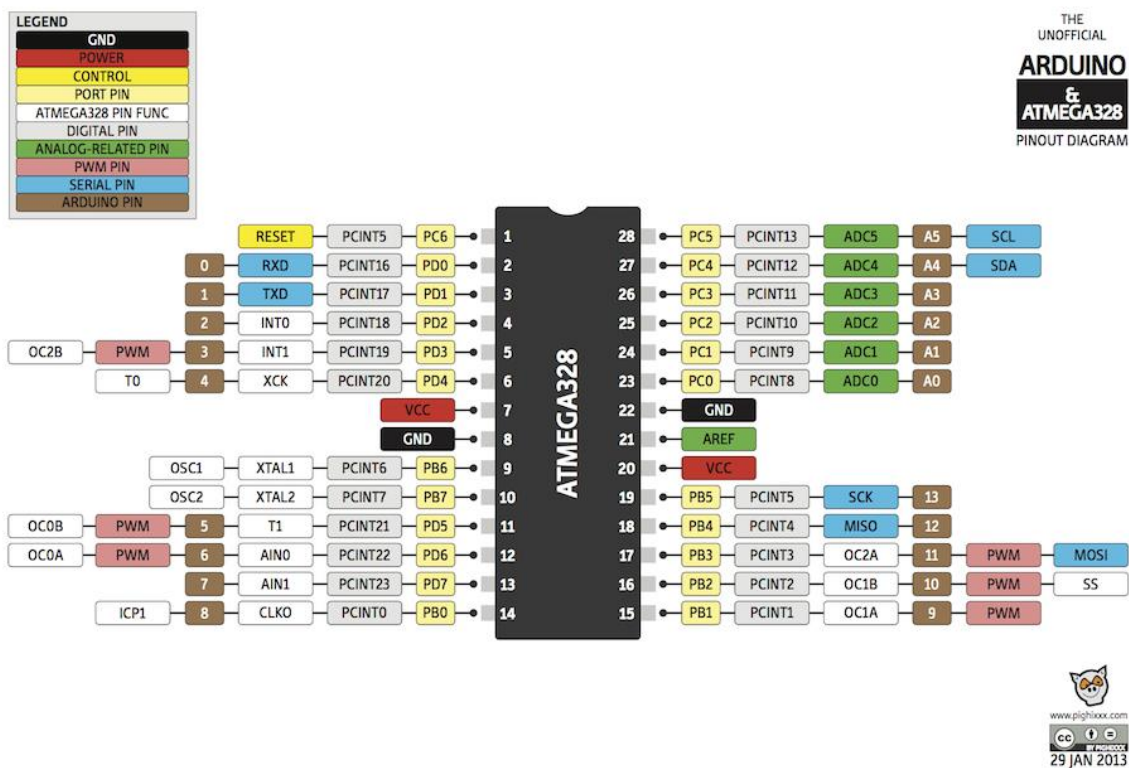 LEGEND
GND
POWER
CONTROL
PORT PIN
ATMEGA328 PIN FUNC
DIGITAL PIN
ANALOG-RELATED PIN
PWM PIN
SERIAL PIN
ARDUINO PIN
THE
UNOFFICIAL
ARDUINO
&
ATMEGA328
PINOUT DIAGRAM
RESET PCINT5 PC6 1 28 PC5 PCINT13 ADC5 A5 SCL
0 RXD PCINT16 PD0 2 27 PC4 PCINT12 ADC4 A4 SDA
1 TXD PCINT17 PD1 3 26 PC3 PCINT11 ADC3 A3
2 INT0 PCINT18 PD2 4 25 PC2 PCINT10 ADC2 A2
OC2B PWM 3 INT1 PCINT19 PD3 5 24 PC1 PCINT9 ADC1 A1
T0 4 XCK PCINT20 PD4 6 23 PC0 PCINT8 ADC0 A0
VCC 7 22 GND
GND 8 21 AREF
OSC1 XTAL1 PCINT6 PB6 9 20 VCC
OSC2 XTAL2 PCINT7 PB7 10 19 PB5 PCINT5 SCK 13
OC0B PWM 5 T1 PCINT21 PD5 11 18 PB4 PCINT4 MISO 12
OC0A PWM 6 AIN0 PCINT22 PD6 12 17 PB3 PCINT3 OC2A 11 PWM MOSI
7 AIN1 PCINT23 PD7 13 16 PB2 PCINT2 OC1B 10 PWM SS
ICP1 8 CLKO PCINT0 PB0 14 15 PB1 PCINT1 OC1A 9 PWM
ATMEGA328
www.pighixxx.com
cc
BY PIGHIXXX
29 JAN 2013